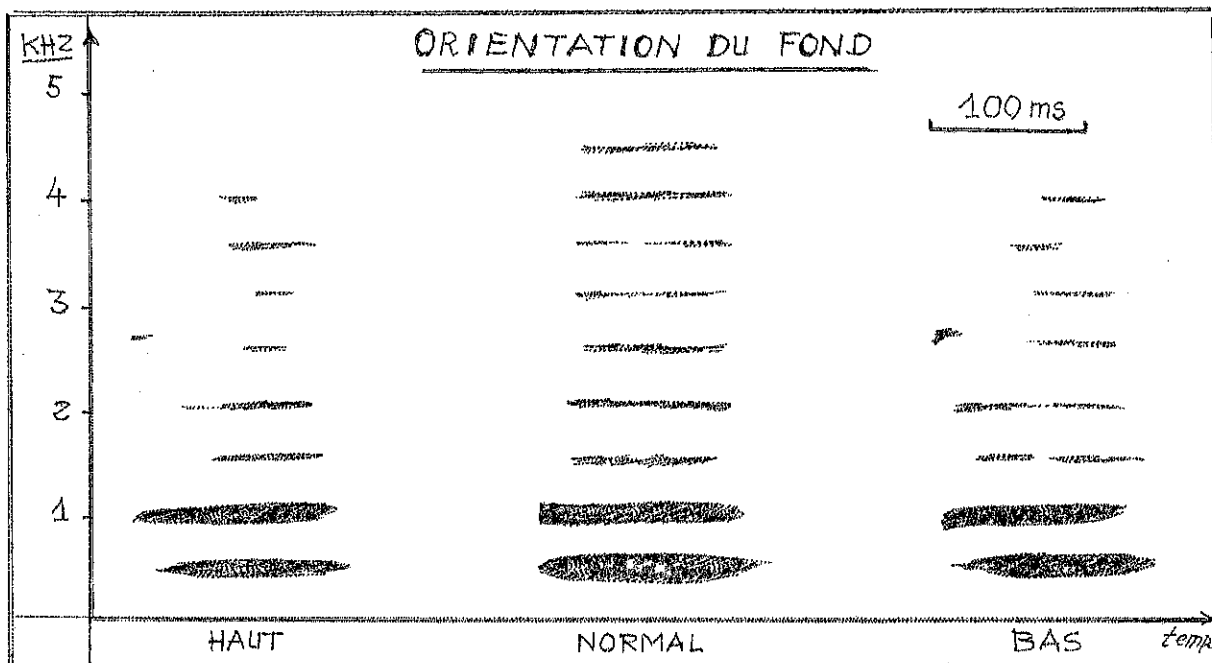 KHZ
ORIENTATION DU FOND
5
100 ms
4
3
2
1
HAUT
NORMAL
BAS
temp